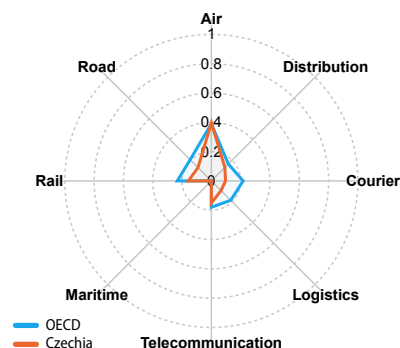 Air
1
Road
Distribution
0.8
0.6
0.4
0.2
Rail
0
Courier
Maritime
Logistics
OECD
Czechia
Telecommunication